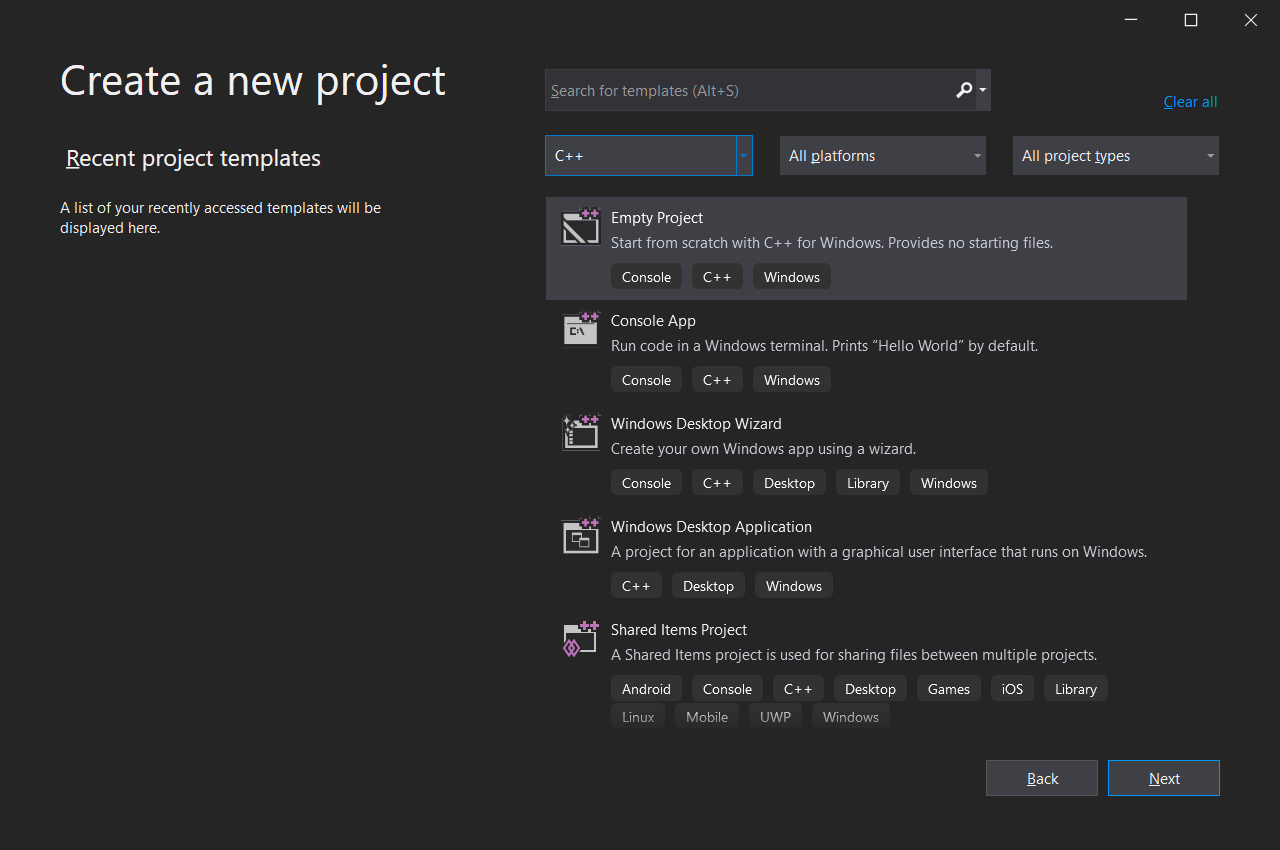 Create a new project
Search for templates (Alt+S)
Clear all
Recent project templates
C++
All platforms
All project types
A list of your recently accessed templates will be
displayed here.
Empty Project
Start from scratch with C++ for Windows. Provides no starting files.
Console C++ Windows
C:\
Console App
Run code in a Windows terminal. Prints "Hello World" by default.
Console C++ Windows
Windows Desktop Wizard
Create your own Windows app using a wizard.
Console C++ Desktop Library Windows
Windows Desktop Application
A project for an application with a graphical user interface that runs on Windows.
C++ Desktop Windows
Shared Items Project
A Shared Items project is used for sharing files between multiple projects.
Android Console C++ Desktop Games iOS Library
Linux Mobile UWP Windows
Back
Next